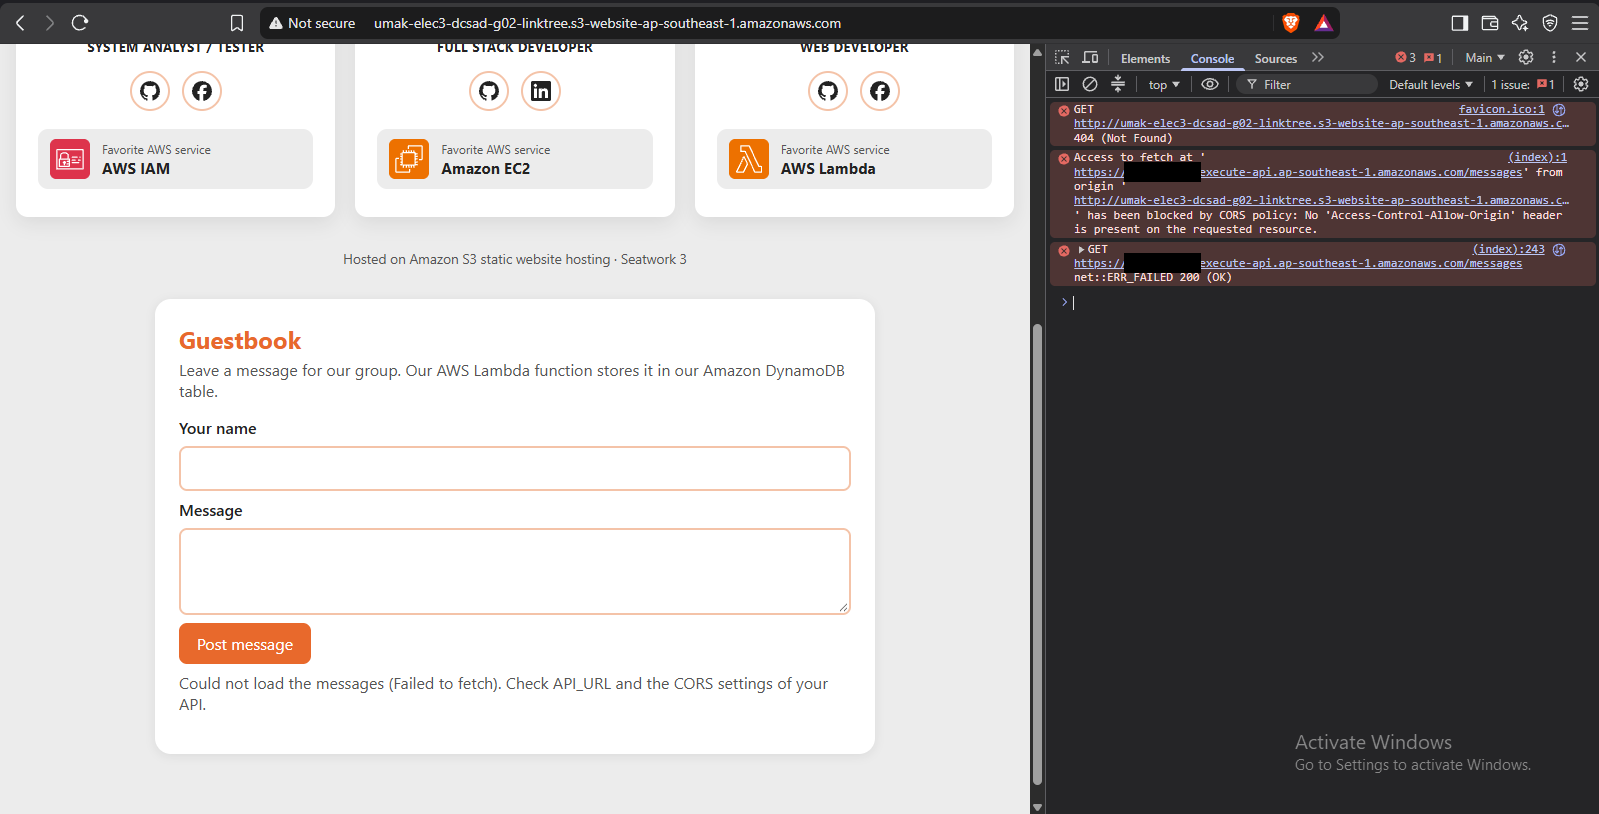 Not secure umak-elec3-dcsad-g02-linktree.s3-website-ap-southeast-1.amazonaws.com
SYSTEM ANALYST / TESTER
Favorite AWS service
AWS IAM
FULL STACK DEVELOPER
Favorite AWS service
Amazon EC2
WEB DEVELOPER
Favorite AWS service
AWS Lambda
Hosted on Amazon S3 static website hosting · Seatwork 3
Guestbook
Leave a message for our group. Our AWS Lambda function stores it in our Amazon DynamoDB
table.
Your name
Message
Post message
Could not load the messages (Failed to fetch). Check API_URL and the CORS settings of your
API.
Elements Console Sources 3 1 Main
top Filter Default levels 1 issue: 1
GET favicon.ico:1
http://umak-elec3-dcsad-g02-linktree.s3-website-ap-southeast-1.amazonaws.c…
404 (Not Found)
Access to fetch at ' (index):1
https:// execute-api.ap-southeast-1.amazonaws.com/messages' from
origin '
http://umak-elec3-dcsad-g02-linktree.s3-website-ap-southeast-1.amazonaws.c…
' has been blocked by CORS policy: No 'Access-Control-Allow-Origin' header
is present on the requested resource.
GET (index):243
https:// execute-api.ap-southeast-1.amazonaws.com/messages
net::ERR_FAILED 200 (OK)
Activate Windows
Go to Settings to activate Windows.